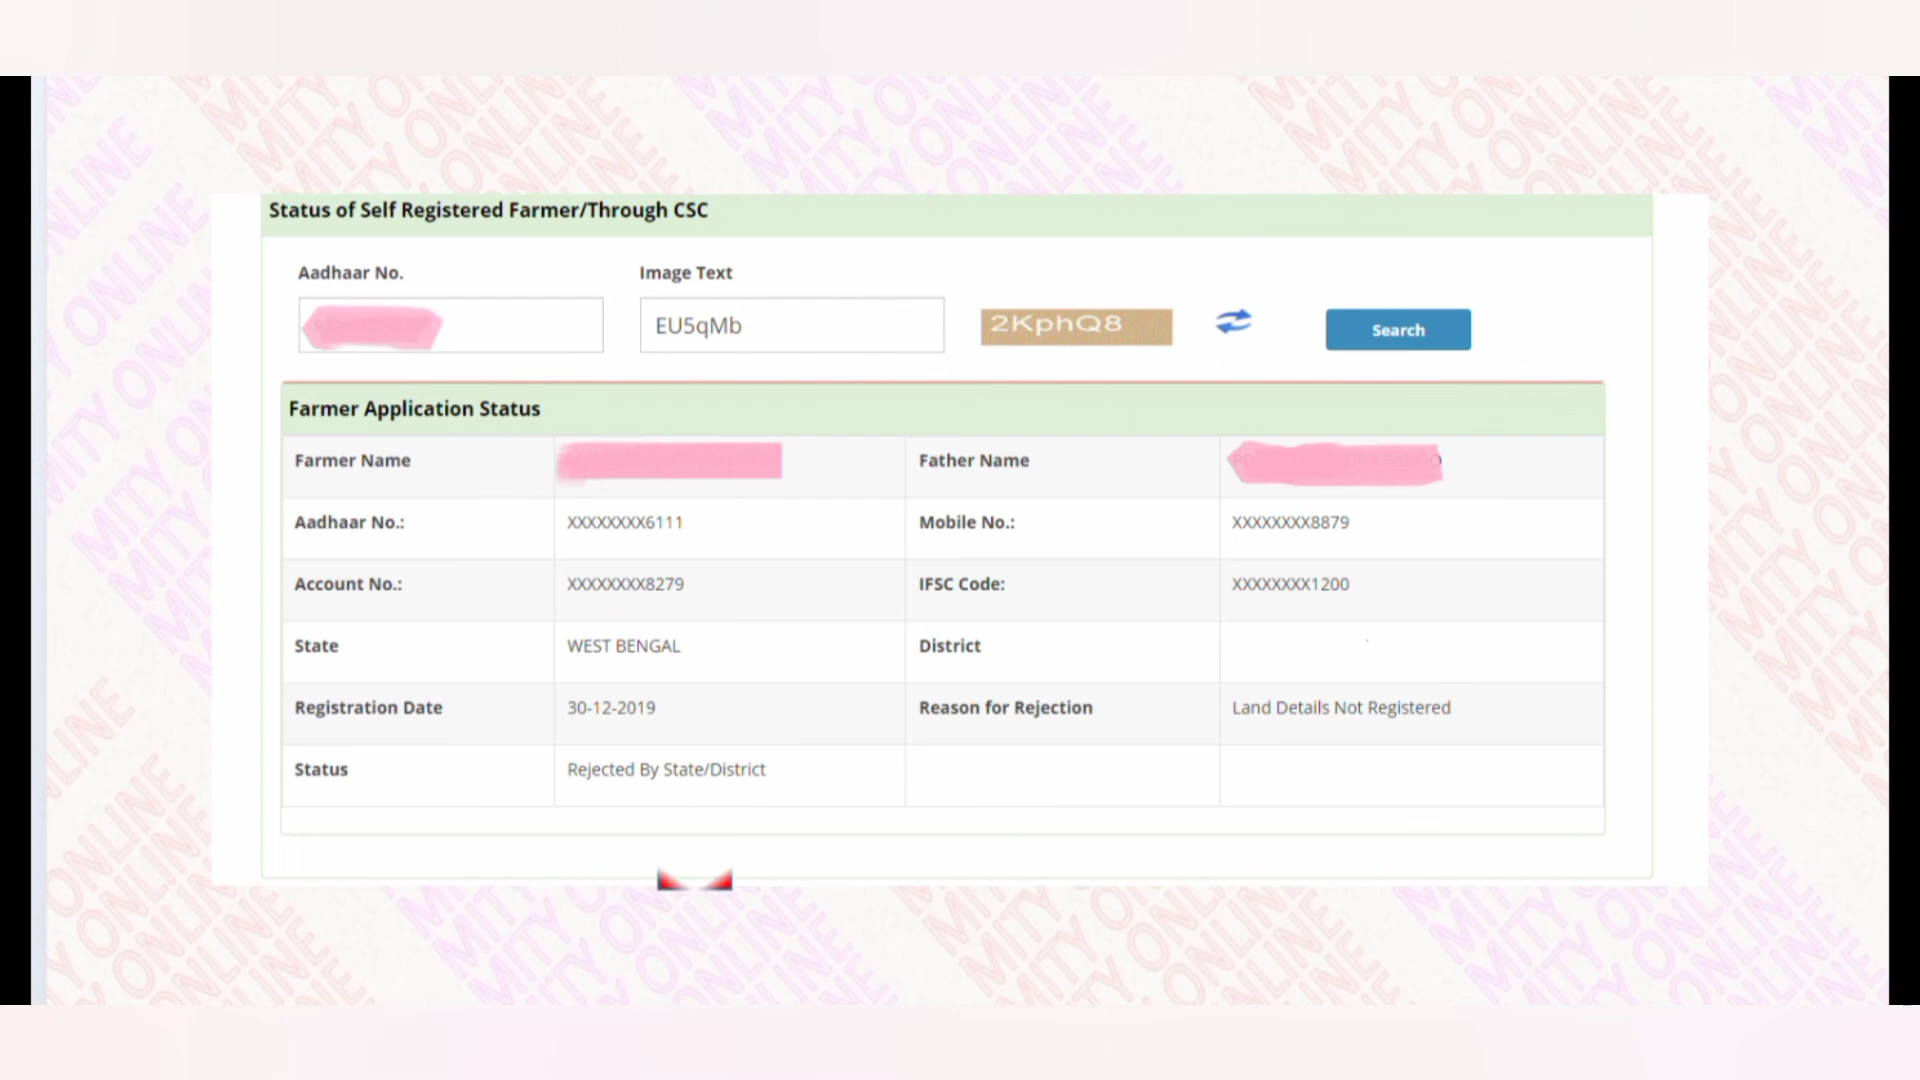 Status of Self Registered Farmer/Through CSC
Aadhaar No. Image Text
EU5qMb 2KphQ8 Search
Farmer Application Status
Farmer Name Father Name
Aadhaar No.: XXXXXXXX6111 Mobile No.: XXXXXXXX8879
Account No.: XXXXXXXX8279 IFSC Code: XXXXXXXX1200
State WEST BENGAL District
Registration Date 30-12-2019 Reason for Rejection Land Details Not Registered
Status Rejected By State/District
MITY ONLINE